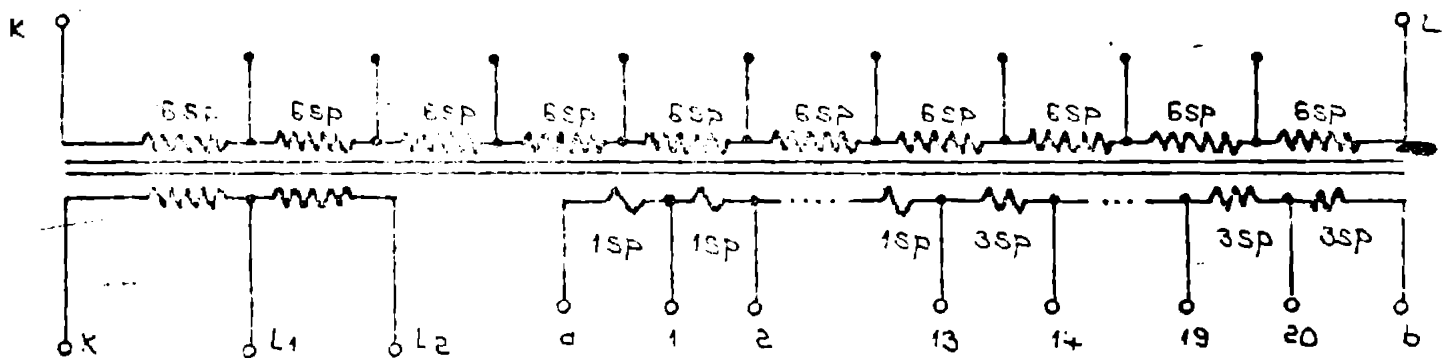 K L
6SP 6SP 6SP 6SP 6SP 6SP 6SP 6SP 6SP 6SP
1SP 1SP 1SP 3SP 3SP 3SP
K L1 L2 a 1 2 13 14 19 20 b